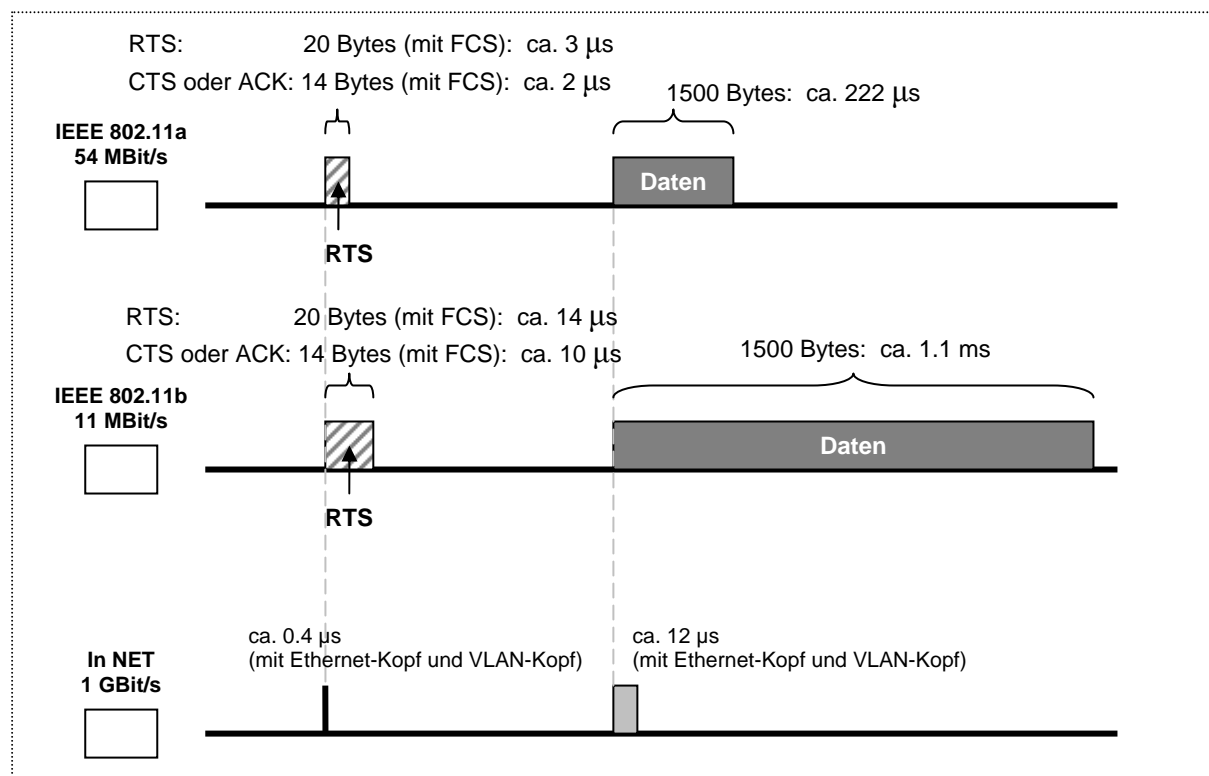 RTS: 20 Bytes (mit FCS): ca. 3 μs
CTS oder ACK: 14 Bytes (mit FCS): ca. 2 μs
1500 Bytes: ca. 222 μs
IEEE 802.11a
54 MBit/s
Daten
RTS
RTS: 20 Bytes (mit FCS): ca. 14 μs
CTS oder ACK: 14 Bytes (mit FCS): ca. 10 μs
1500 Bytes: ca. 1.1 ms
IEEE 802.11b
11 MBit/s
Daten
RTS
ca. 0.4 µs
(mit Ethernet-Kopf und VLAN-Kopf)
ca. 12 µs
(mit Ethernet-Kopf und VLAN-Kopf)
In NET
1 GBit/s